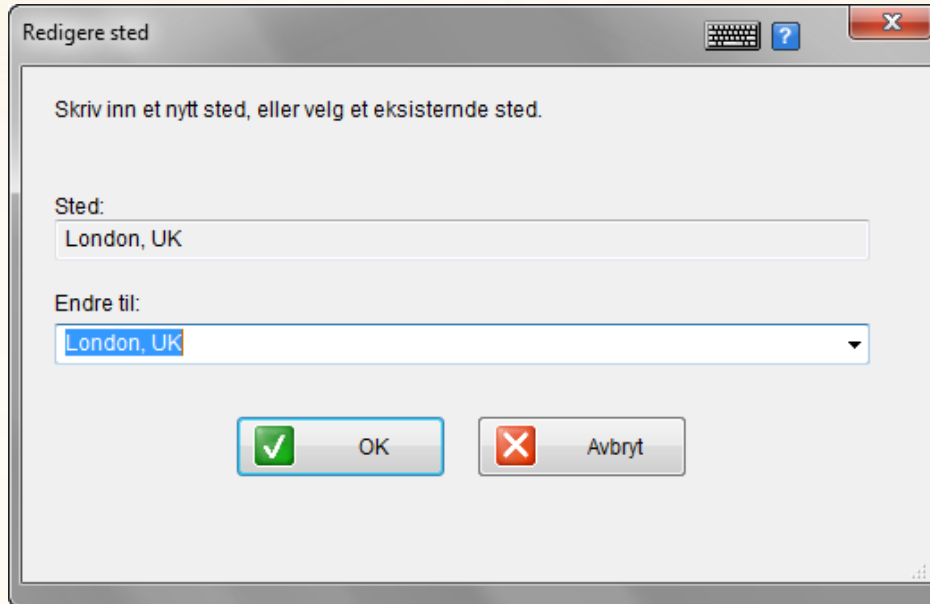 Redigere sted
?
Skriv inn et nytt sted, eller velg et eksisternde sted.
Sted:
London, UK
Endre til:
London, UK
OK
Avbryt